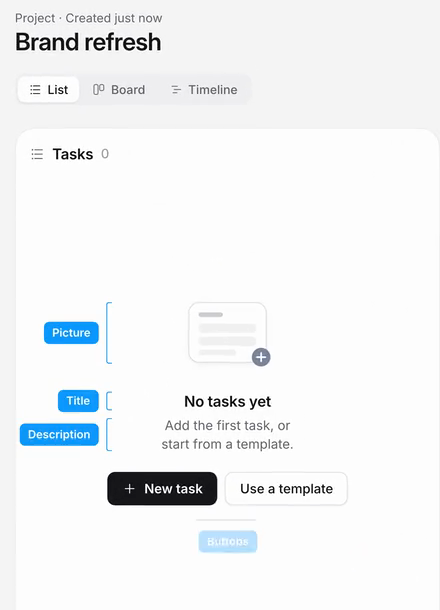 Project · Created just now
Brand refresh
List Board Timeline
Tasks 0
Picture
Title
No tasks yet
Description
Add the first task, or
start from a template.
New task
Use a template
Buttons